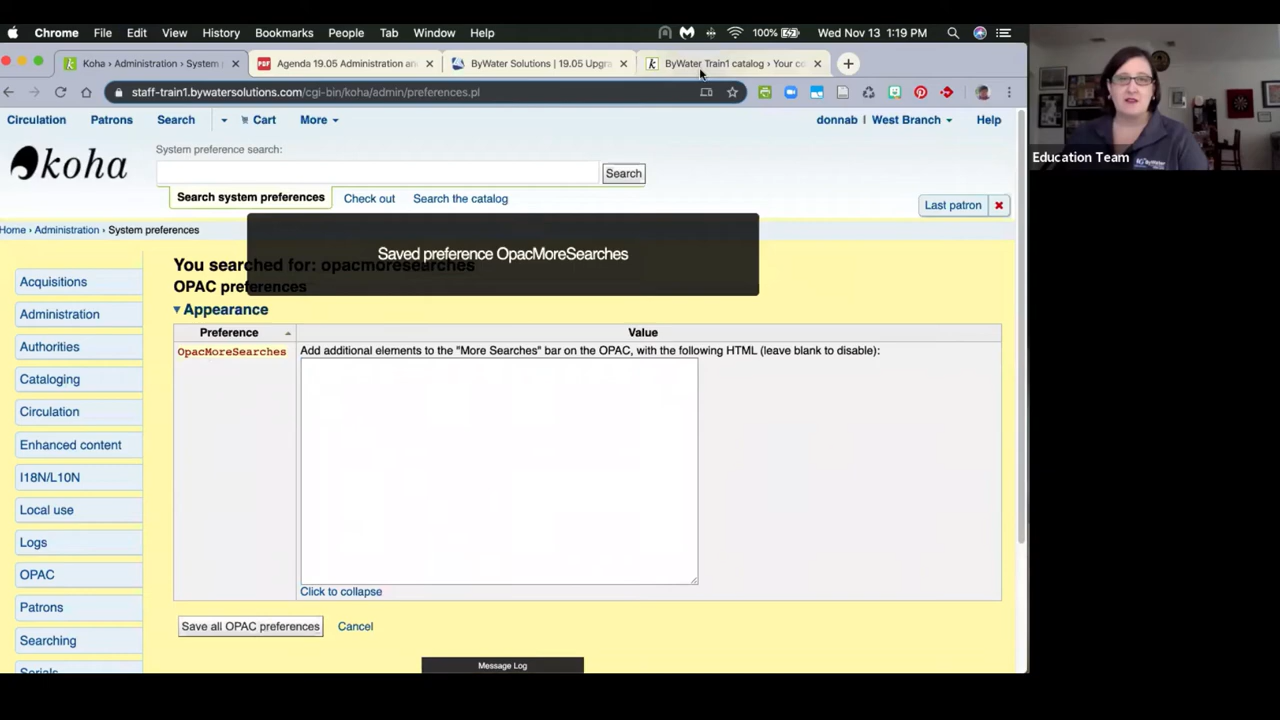 Chrome File Edit View History Bookmarks People Tab Window Help 100% Wed Nov 13 1:19 PM
Koha › Administration › System Agenda 19.05 Administration an ByWater Solutions | 19.05 Upgra ByWater Train1 catalog › Your co
staff-train1.bywatersolutions.com/cgi-bin/koha/admin/preferences.pl
Circulation Patrons Search Cart More donnab West Branch Help
koha
System preference search:
Search
Search system preferences Check out Search the catalog
Last patron
Home › Administration › System preferences
Saved preference OpacMoreSearches
You searched for: opacmoresearches
OPAC preferences
Appearance
Preference Value
OpacMoreSearches Add additional elements to the "More Searches" bar on the OPAC, with the following HTML (leave blank to disable):
Click to collapse
Save all OPAC preferences Cancel
Message Log
Acquisitions
Administration
Authorities
Cataloging
Circulation
Enhanced content
I18N/L10N
Local use
Logs
OPAC
Patrons
Searching
Serials
Education Team